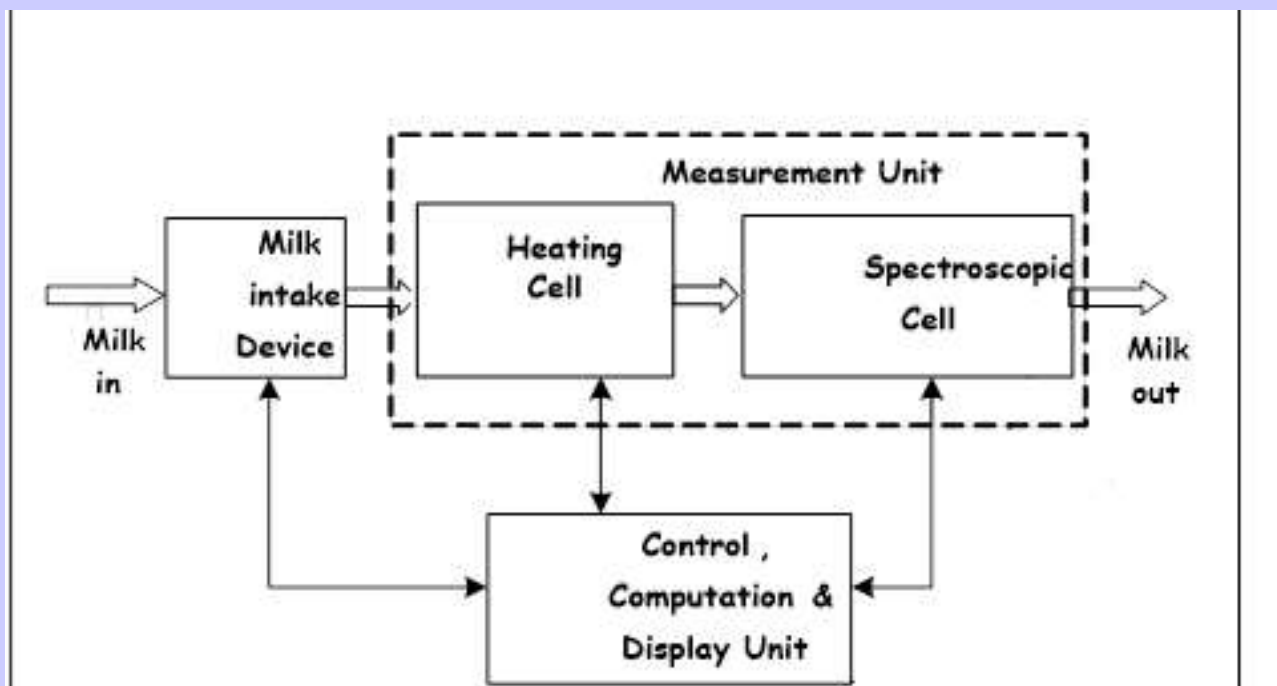 Measurement Unit
Milk
intake
Device
Heating
Cell
Spectroscopic
Cell
Milk
in
Milk
out
Control ,
Computation &
Display Unit